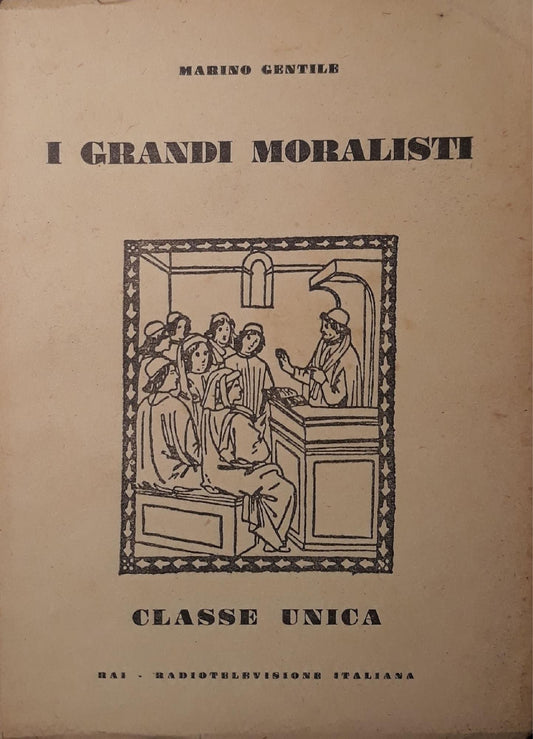 MARINO GENTILE
I GRANDI MORALISTI
CLASSE UNICA
RAI - RADIOTELEVISIONE ITALIANA